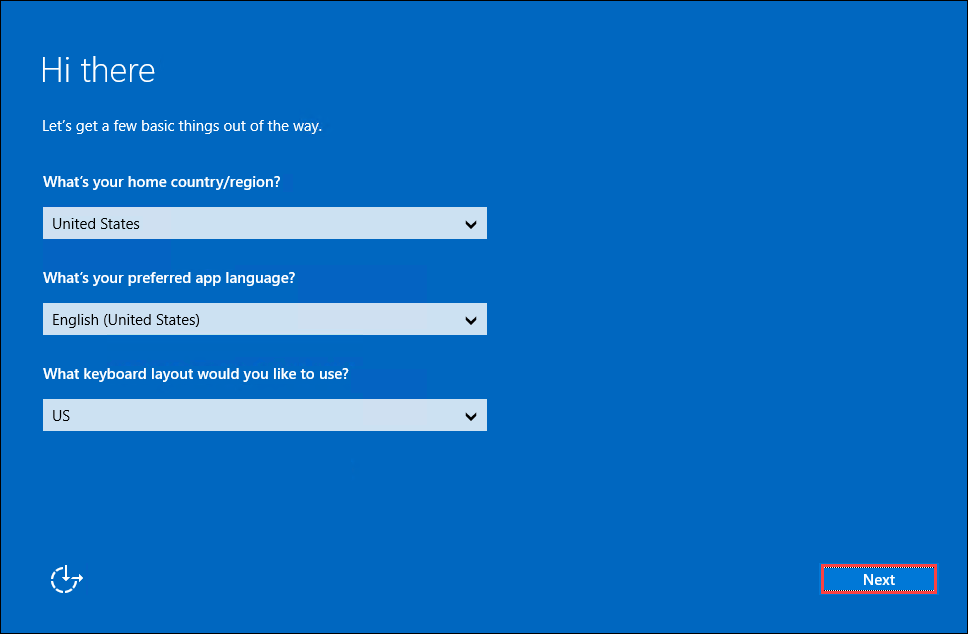 Hi there
Let's get a few basic things out of the way.
What's your home country/region?
United States
What's your preferred app language?
English (United States)
What keyboard layout would you like to use?
US
Next